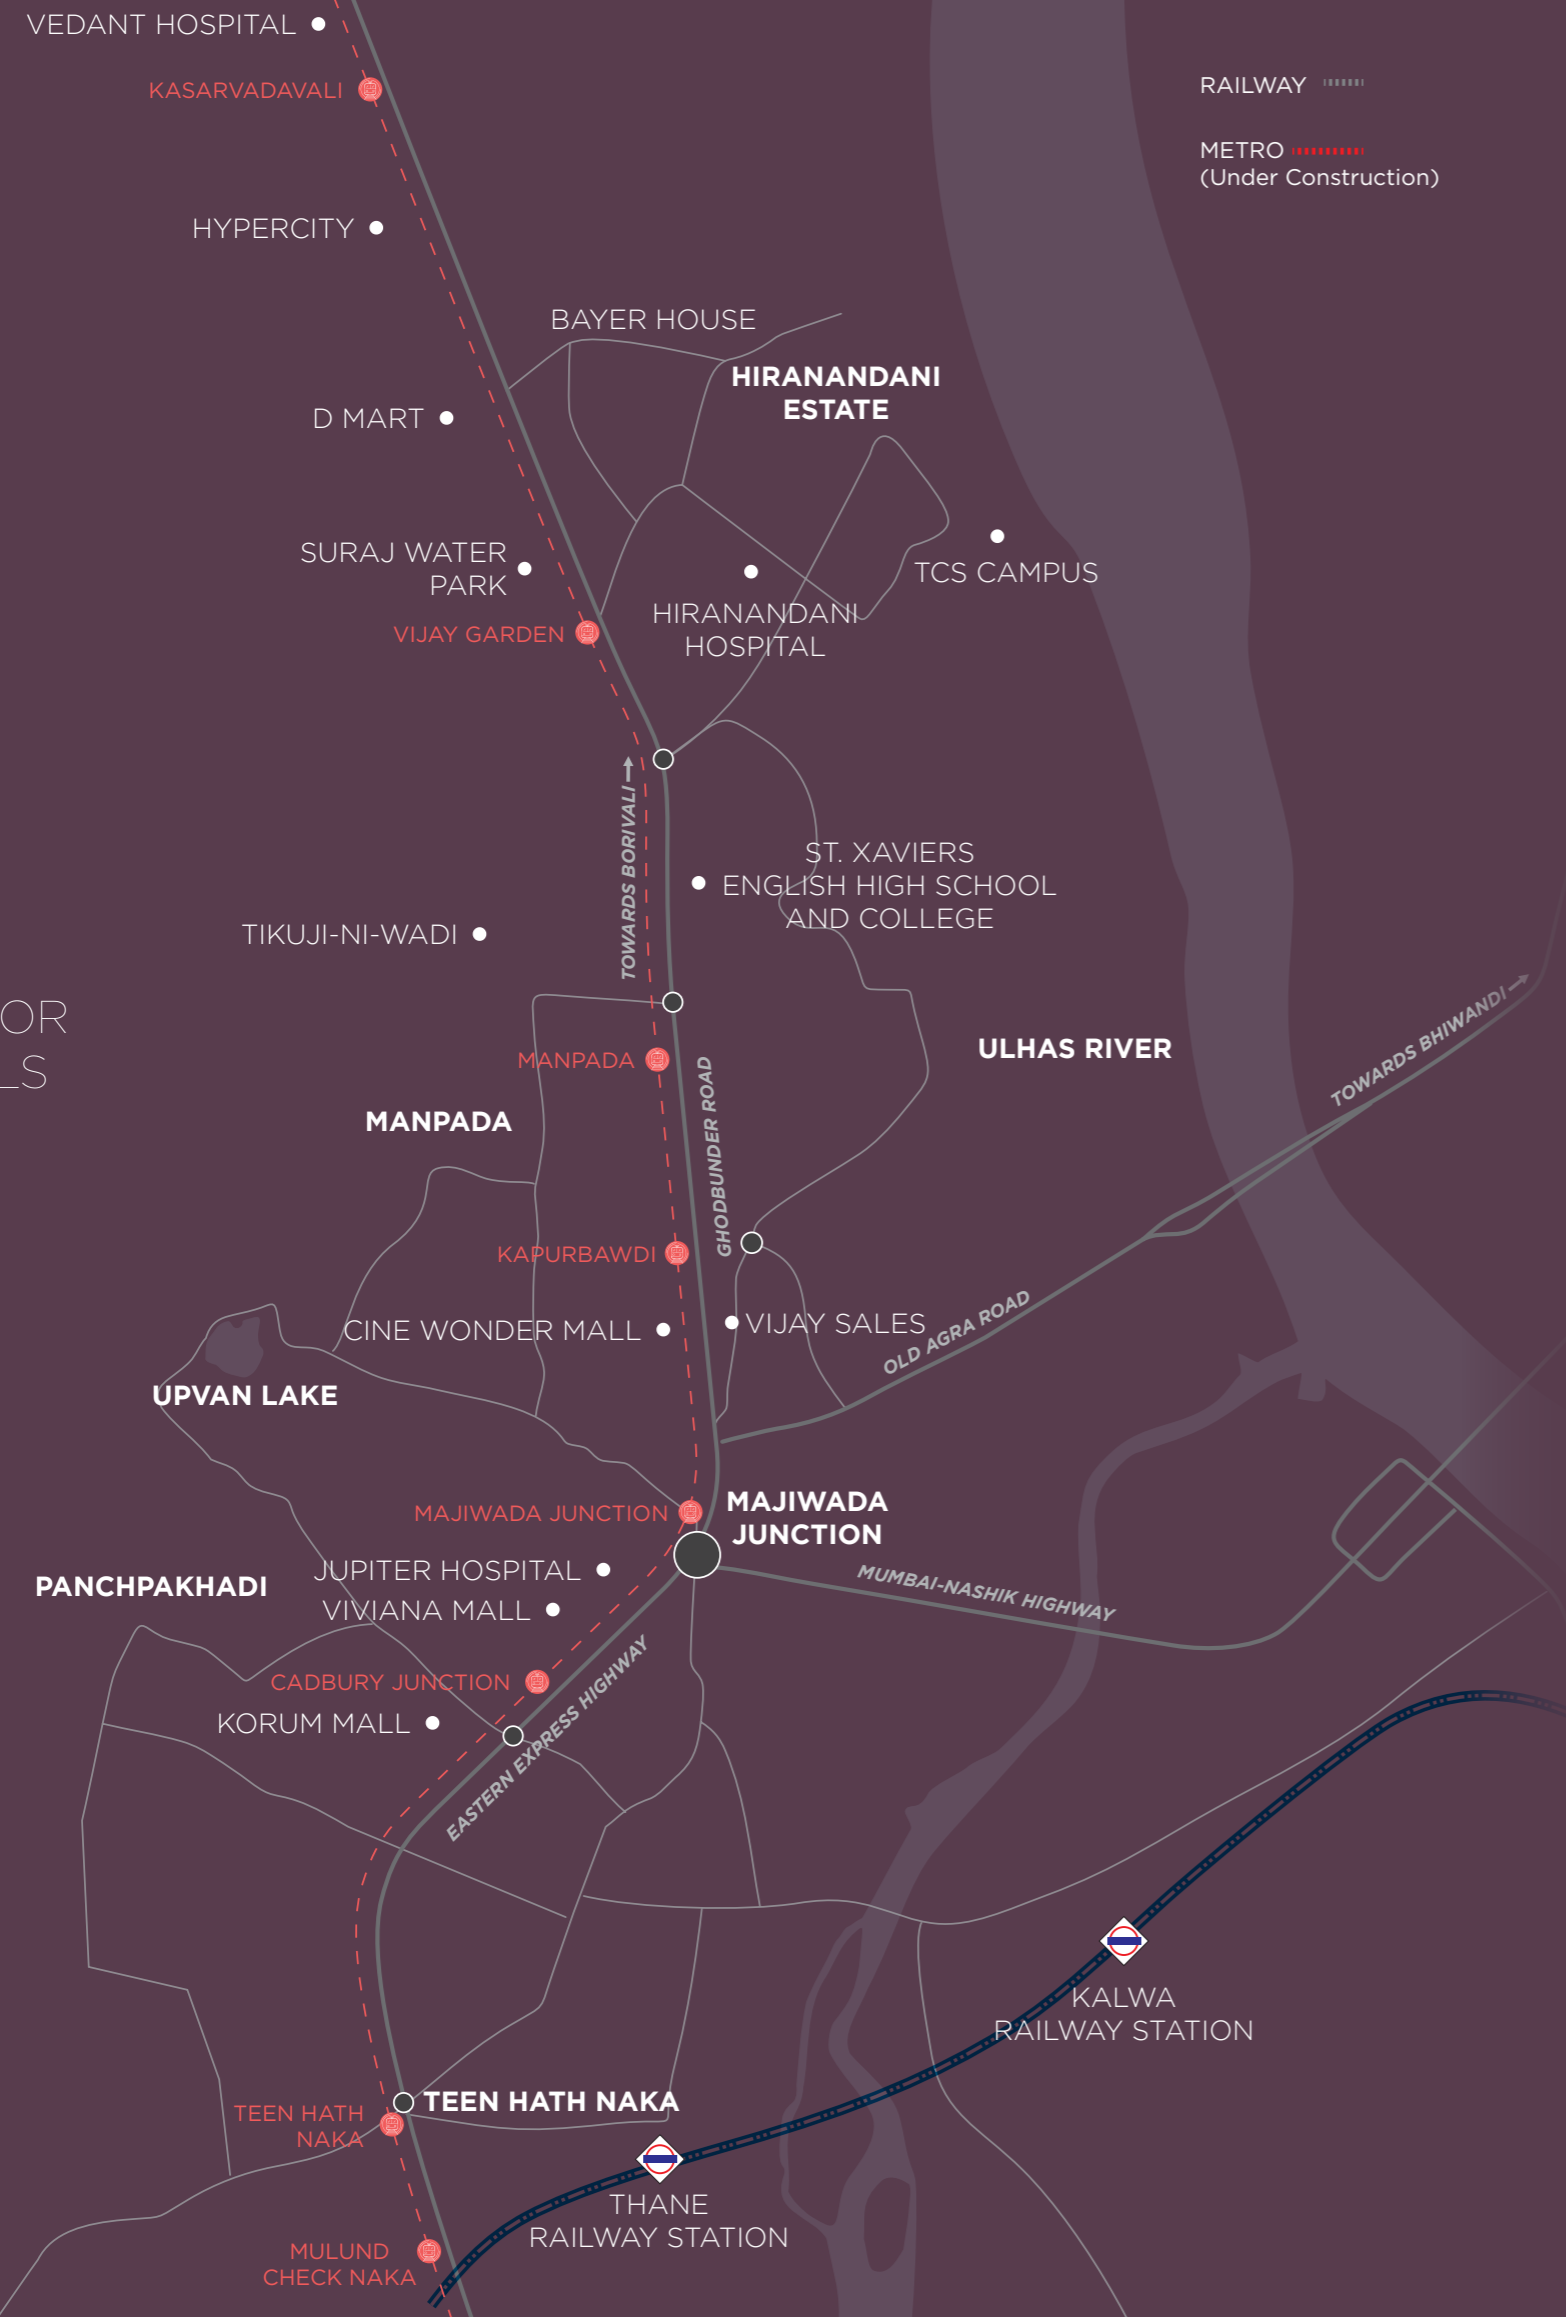 VEDANT HOSPITAL
KASARVADAVALI
RAILWAY
METRO
(Under Construction)
HYPERCITY
BAYER HOUSE
HIRANANDANI
ESTATE
D MART
SURAJ WATER
PARK
TCS CAMPUS
HIRANANDANI
HOSPITAL
VIJAY GARDEN
TOWARDS BORIVALI
ST. XAVIERS
ENGLISH HIGH SCHOOL
AND COLLEGE
TIKUJI-NI-WADI
OR
LS
ULHAS RIVER
TOWARDS BHIWANDI
MANPADA
MANPADA
GHODBUNDER ROAD
KAPURBAWDI
CINE WONDER MALL
VIJAY SALES
OLD AGRA ROAD
UPVAN LAKE
MAJIWADA JUNCTION
MAJIWADA
JUNCTION
JUPITER HOSPITAL
PANCHPAKHADI
VIVIANA MALL
MUMBAI-NASHIK HIGHWAY
CADBURY JUNCTION
KORUM MALL
EASTERN EXPRESS HIGHWAY
KALWA
RAILWAY STATION
TEEN HATH NAKA
TEEN HATH
NAKA
THANE
RAILWAY STATION
MULUND
CHECK NAKA